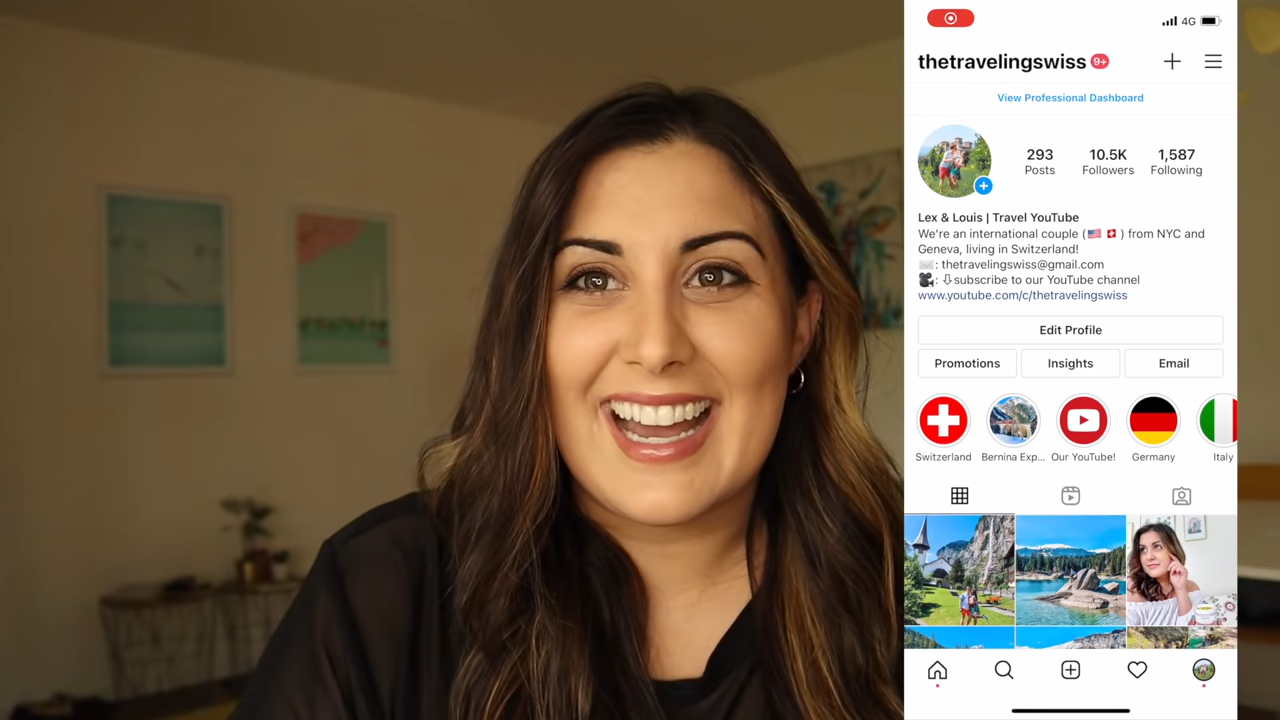 4G
thetravelingswiss 9+
View Professional Dashboard
293 10.5K 1,587
Posts Followers Following
Lex & Louis | Travel YouTube
We're an international couple (🇺🇸 🇨🇭 ) from NYC and
Geneva, living in Switzerland!
✉️: thetravelingswiss@gmail.com
🎥: ⇩subscribe to our YouTube channel
www.youtube.com/c/thetravelingswiss
Edit Profile
Promotions Insights Email
Switzerland Bernina Exp... Our YouTube! Germany Italy